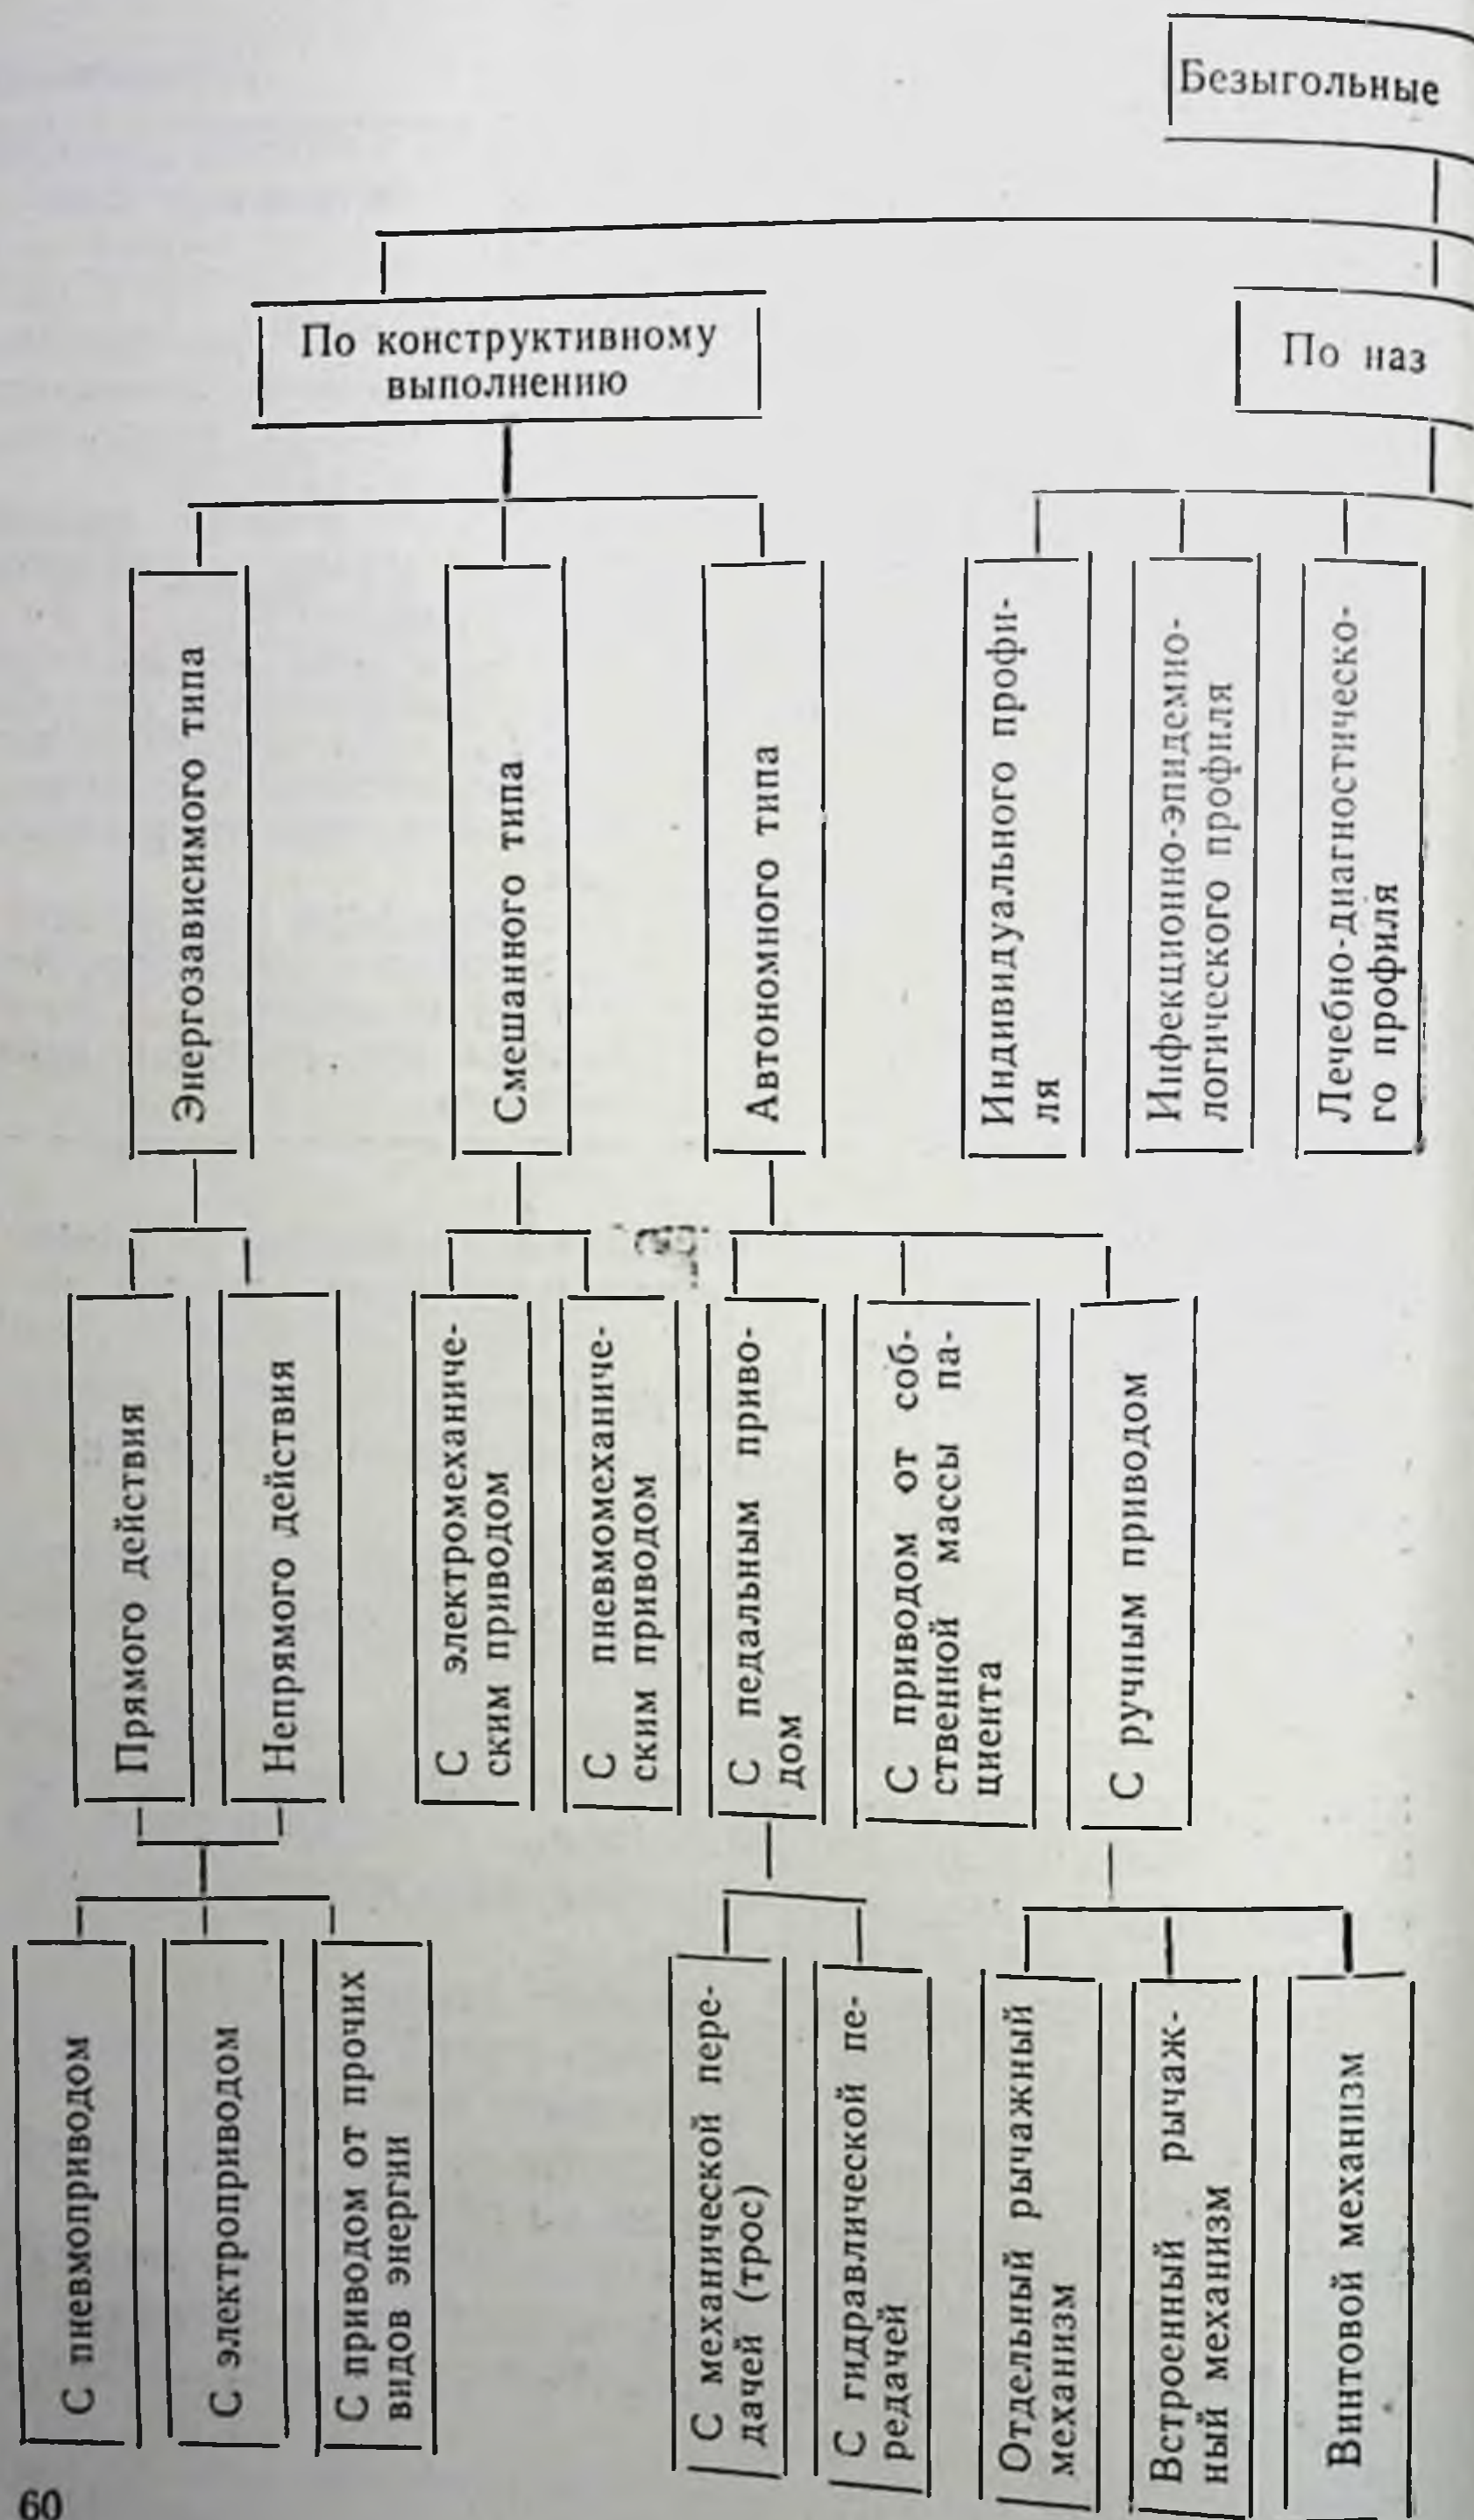 Безыгольные
По конструктивному
выполнению
По наз
Энергозависимого типа
Смешанного типа
Автономного типа
Индивидуального профи-
ля
Инфекционно-эпидемио-
логического профиля
Лечебно-диагностическо-
го профиля
Прямого действия
Непрямого действия
С электромеханиче-
ским приводом
С пневмомеханиче-
ским приводом
С педальным приво-
дом
С приводом от соб-
ственной массы па-
циента
С ручным приводом
С пневмоприводом
С электроприводом
С приводом от прочих
видов энергии
С механической пере-
дачей (трос)
С гидравлической пе-
редачей
Отдельный рычажный
механизм
Встроенный рычаж-
ный механизм
Винтовой механизм
60